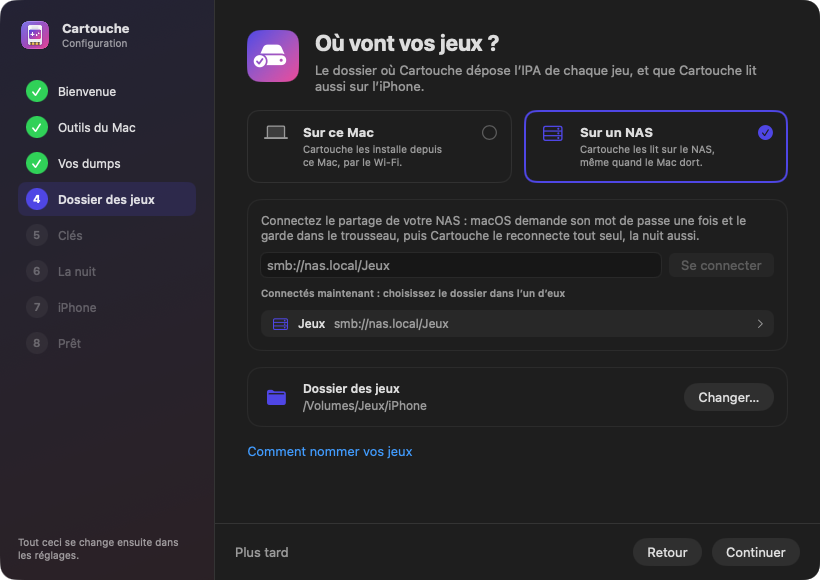 Cartouche
Configuration
Bienvenue
Outils du Mac
Vos dumps
4 Dossier des jeux
5 Clés
6 La nuit
7 iPhone
8 Prêt
Tout ceci se change ensuite dans
les réglages.
Où vont vos jeux ?
Le dossier où Cartouche dépose l’IPA de chaque jeu, et que Cartouche lit
aussi sur l’iPhone.
Sur ce Mac
Cartouche les installe depuis
ce Mac, par le Wi-Fi.
Sur un NAS
Cartouche les lit sur le NAS,
même quand le Mac dort.
Connectez le partage de votre NAS : macOS demande son mot de passe une fois et le
garde dans le trousseau, puis Cartouche le reconnecte tout seul, la nuit aussi.
smb://nas.local/Jeux
Se connecter
Connectés maintenant : choisissez le dossier dans l’un d’eux
Jeux smb://nas.local/Jeux
Dossier des jeux
/Volumes/Jeux/iPhone
Changer...
Comment nommer vos jeux
Plus tard
Retour
Continuer